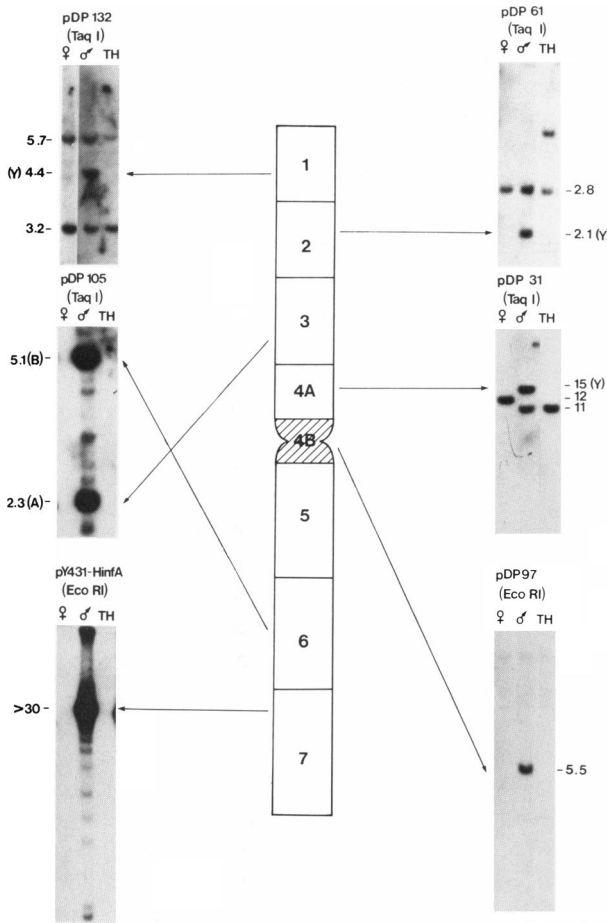 pDP 132
(Taq I)
♀ ♂ TH
5.7-
(Y) 4.4-
3.2-
pDP 105
(Taq I)
♀ ♂ TH
5.1(B) -
2.3(A) -
pY431-HinfA
(Eco RI)
♀ ♂ TH
>30-
1
2
3
4A
4B
5
6
7
pDP 61
(Taq I)
♀ ♂ TH
-2.8
-2.1 (Y)
pDP 31
(Taq I)
♀ ♂ TH
- 15 (Y)
- 12
- 11
pDP97
(Eco RI)
♀ ♂ TH
-5.5